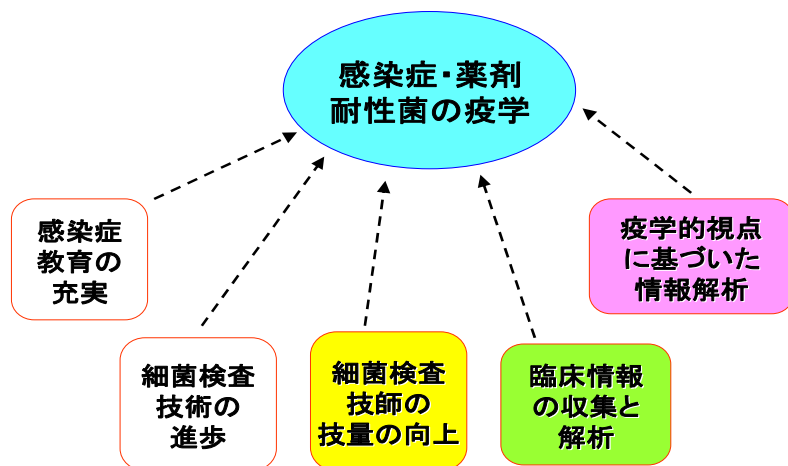 感染症・薬剤
耐性菌の疫学
感染症
教育の
充実
細菌検査
技術の
進歩
細菌検査
技師の
技量の向上
臨床情報
の収集と
解析
疫学的視点
に基づいた
情報解析